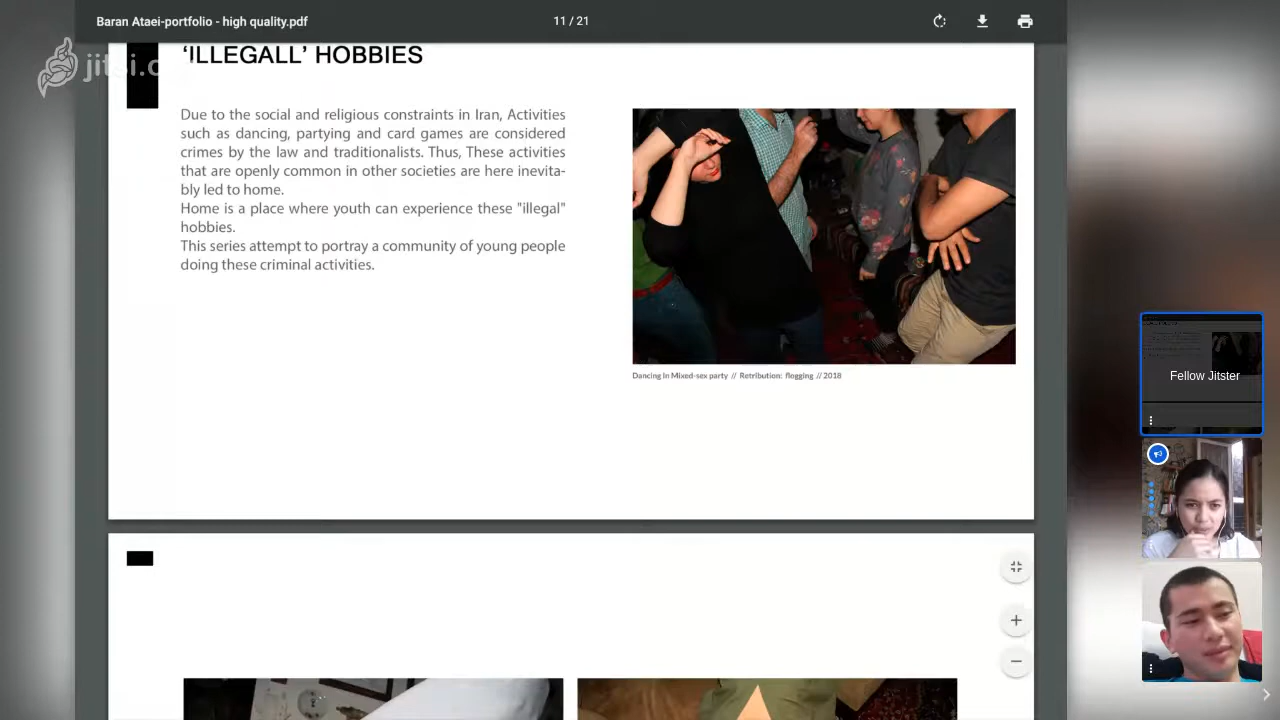 Baran Ataei-portfolio - high quality.pdf
11 / 21
jitsi.o
'ILLEGALL' HOBBIES
Due to the social and religious constraints in Iran, Activities
such as dancing, partying and card games are considered
crimes by the law and traditionalists. Thus, These activities
that are openly common in other societies are here inevita-
bly led to home.
Home is a place where youth can experience these "illegal"
hobbies.
This series attempt to portray a community of young people
doing these criminal activities.
Dancing In Mixed-sex party // Retribution: flogging // 2018
Fellow Jitster